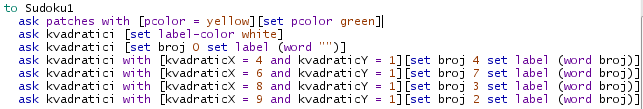 to Sudoku1
ask patches with [pcolor = yellow][set pcolor green]
ask kvadratici [set label-color white]
ask kvadratici [set broj 0 set label (word "")]
ask kvadratici with [kvadraticX = 4 and kvadraticY = 1][set broj 4 set label (word broj)]
ask kvadratici with [kvadraticX = 6 and kvadraticY = 1][set broj 7 set label (word broj)]
ask kvadratici with [kvadraticX = 8 and kvadraticY = 1][set broj 3 set label (word broj)]
ask kvadratici with [kvadraticX = 9 and kvadraticY = 1][set broj 2 set label (word broj)]